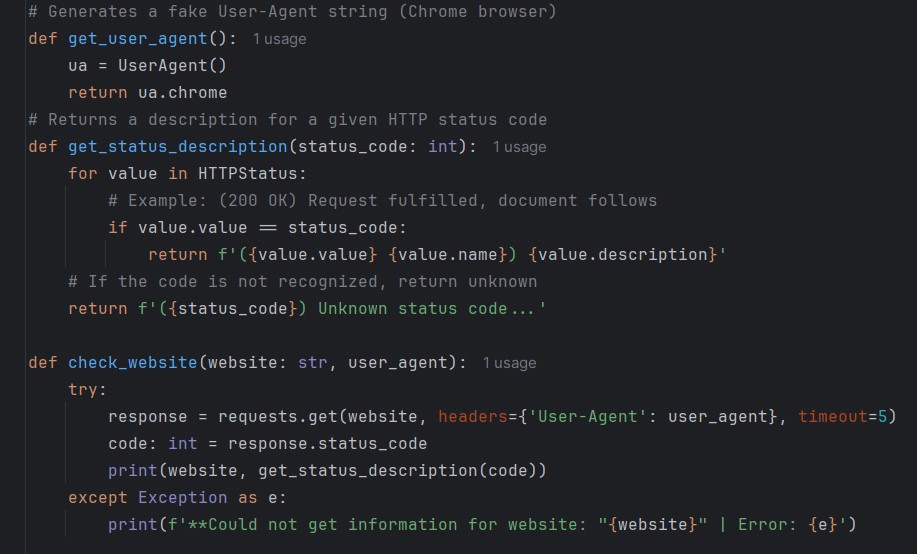 # Generates a fake User-Agent string (Chrome browser)
def get_user_agent(): 1 usage
    ua = UserAgent()
    return ua.chrome
# Returns a description for a given HTTP status code
def get_status_description(status_code: int): 1 usage
    for value in HTTPStatus:
        # Example: (200 OK) Request fulfilled, document follows
        if value.value == status_code:
            return f'({value.value} {value.name}) {value.description}'
    # If the code is not recognized, return unknown
    return f'({status_code}) Unknown status code...'

def check_website(website: str, user_agent): 1 usage
    try:
        response = requests.get(website, headers={'User-Agent': user_agent}, timeout=5)
        code: int = response.status_code
        print(website, get_status_description(code))
    except Exception as e:
        print(f'**Could not get information for website: "{website}" | Error: {e}')